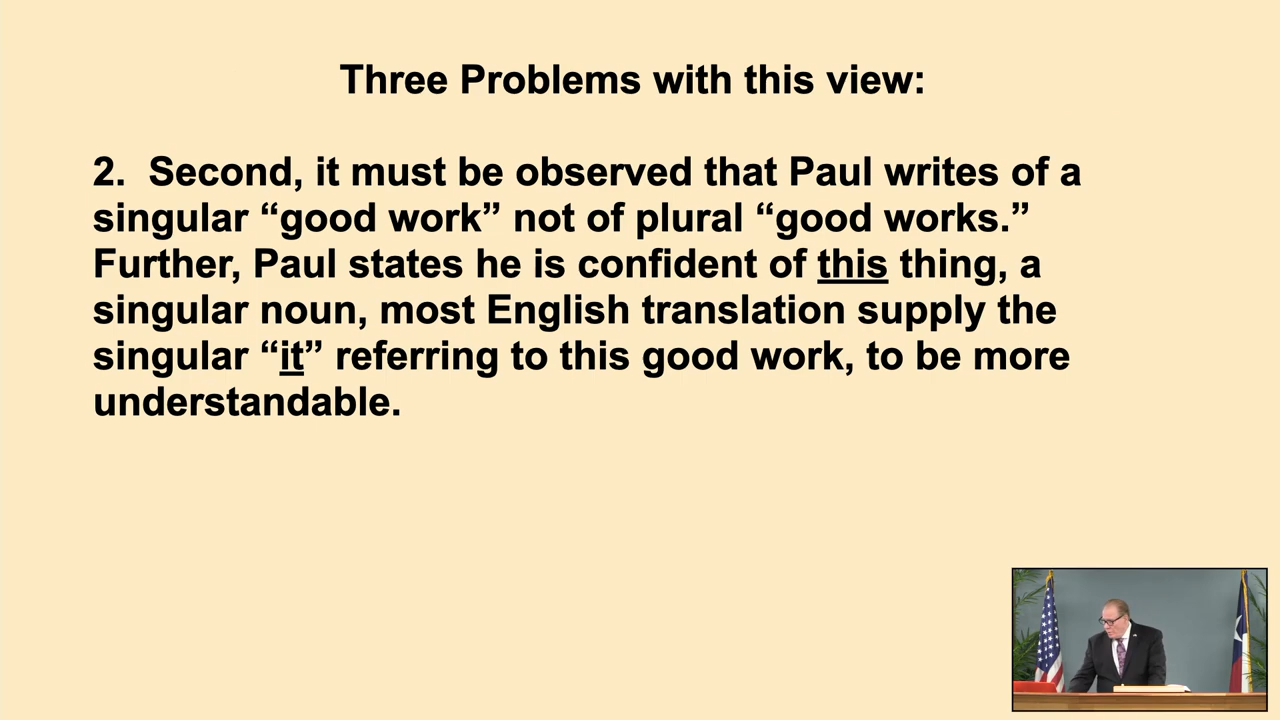 Three Problems with this view:
2. Second, it must be observed that Paul writes of a
singular “good work” not of plural “good works.”
Further, Paul states he is confident of this thing, a
singular noun, most English translation supply the
singular “it” referring to this good work, to be more
understandable.